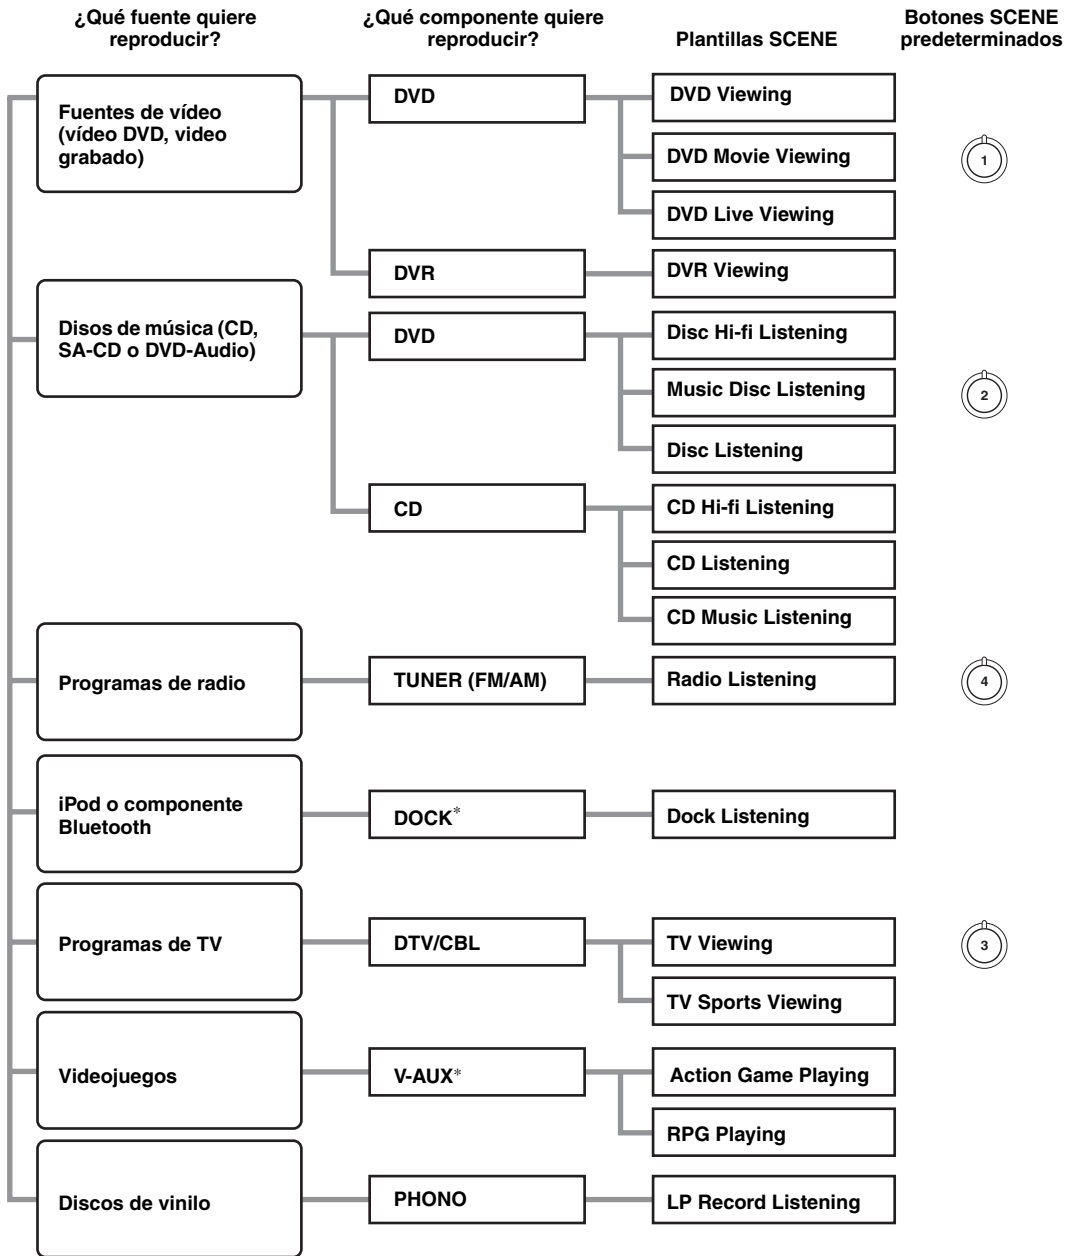 ¿Qué fuente quiere
reproducir?
¿Qué componente quiere
reproducir?
Plantillas SCENE
Botones SCENE
predeterminados
Fuentes de vídeo
(vídeo DVD, video
grabado)
DVD
DVD Viewing
DVD Movie Viewing
1
DVD Live Viewing
DVR
DVR Viewing
Disos de música (CD,
SA-CD o DVD-Audio)
DVD
Disc Hi-fi Listening
Music Disc Listening
2
Disc Listening
CD
CD Hi-fi Listening
CD Listening
CD Music Listening
Programas de radio
TUNER (FM/AM)
Radio Listening
4
iPod o componente
Bluetooth
DOCK*
Dock Listening
Programas de TV
DTV/CBL
TV Viewing
3
TV Sports Viewing
Videojuegos
V-AUX*
Action Game Playing
RPG Playing
Discos de vinilo
PHONO
LP Record Listening